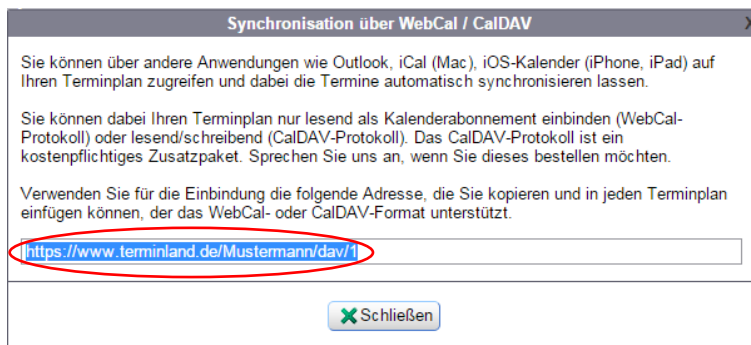 Synchronisation über WebCal / CalDAV
Sie können über andere Anwendungen wie Outlook, iCal (Mac), iOS-Kalender (iPhone, iPad) auf
Ihren Terminplan zugreifen und dabei die Termine automatisch synchronisieren lassen.
Sie können dabei Ihren Terminplan nur lesend als Kalenderabonnement einbinden (WebCal-
Protokoll) oder lesend/schreibend (CalDAV-Protokoll). Das CalDAV-Protokoll ist ein
kostenpflichtiges Zusatzpaket. Sprechen Sie uns an, wenn Sie dieses bestellen möchten.
Verwenden Sie für die Einbindung die folgende Adresse, die Sie kopieren und in jeden Terminplan
einfügen können, der das WebCal- oder CalDAV-Format unterstützt.
https://www.terminland.de/Mustermann/dav/1
Schließen